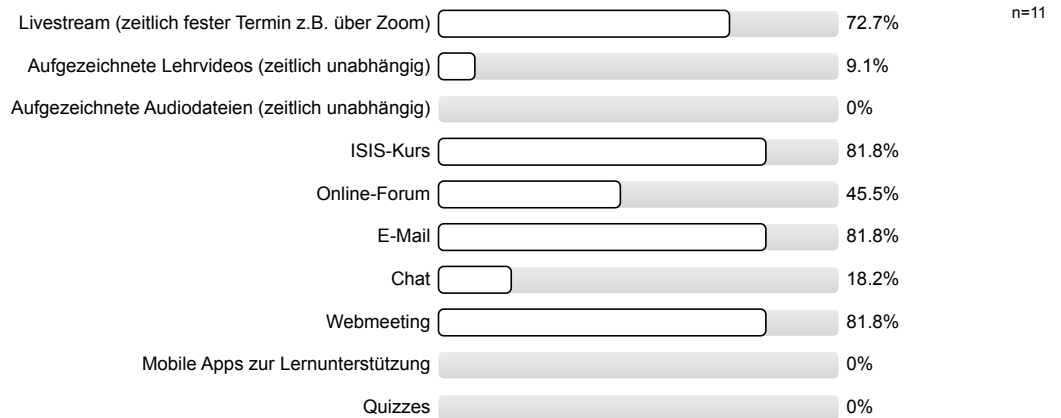 n=11
Livestream (zeitlich fester Termin z.B. über Zoom) 72.7%
Aufgezeichnete Lehrvideos (zeitlich unabhängig) 9.1%
Aufgezeichnete Audiodateien (zeitlich unabhängig) 0%
ISIS-Kurs 81.8%
Online-Forum 45.5%
E-Mail 81.8%
Chat 18.2%
Webmeeting 81.8%
Mobile Apps zur Lernunterstützung 0%
Quizzes 0%